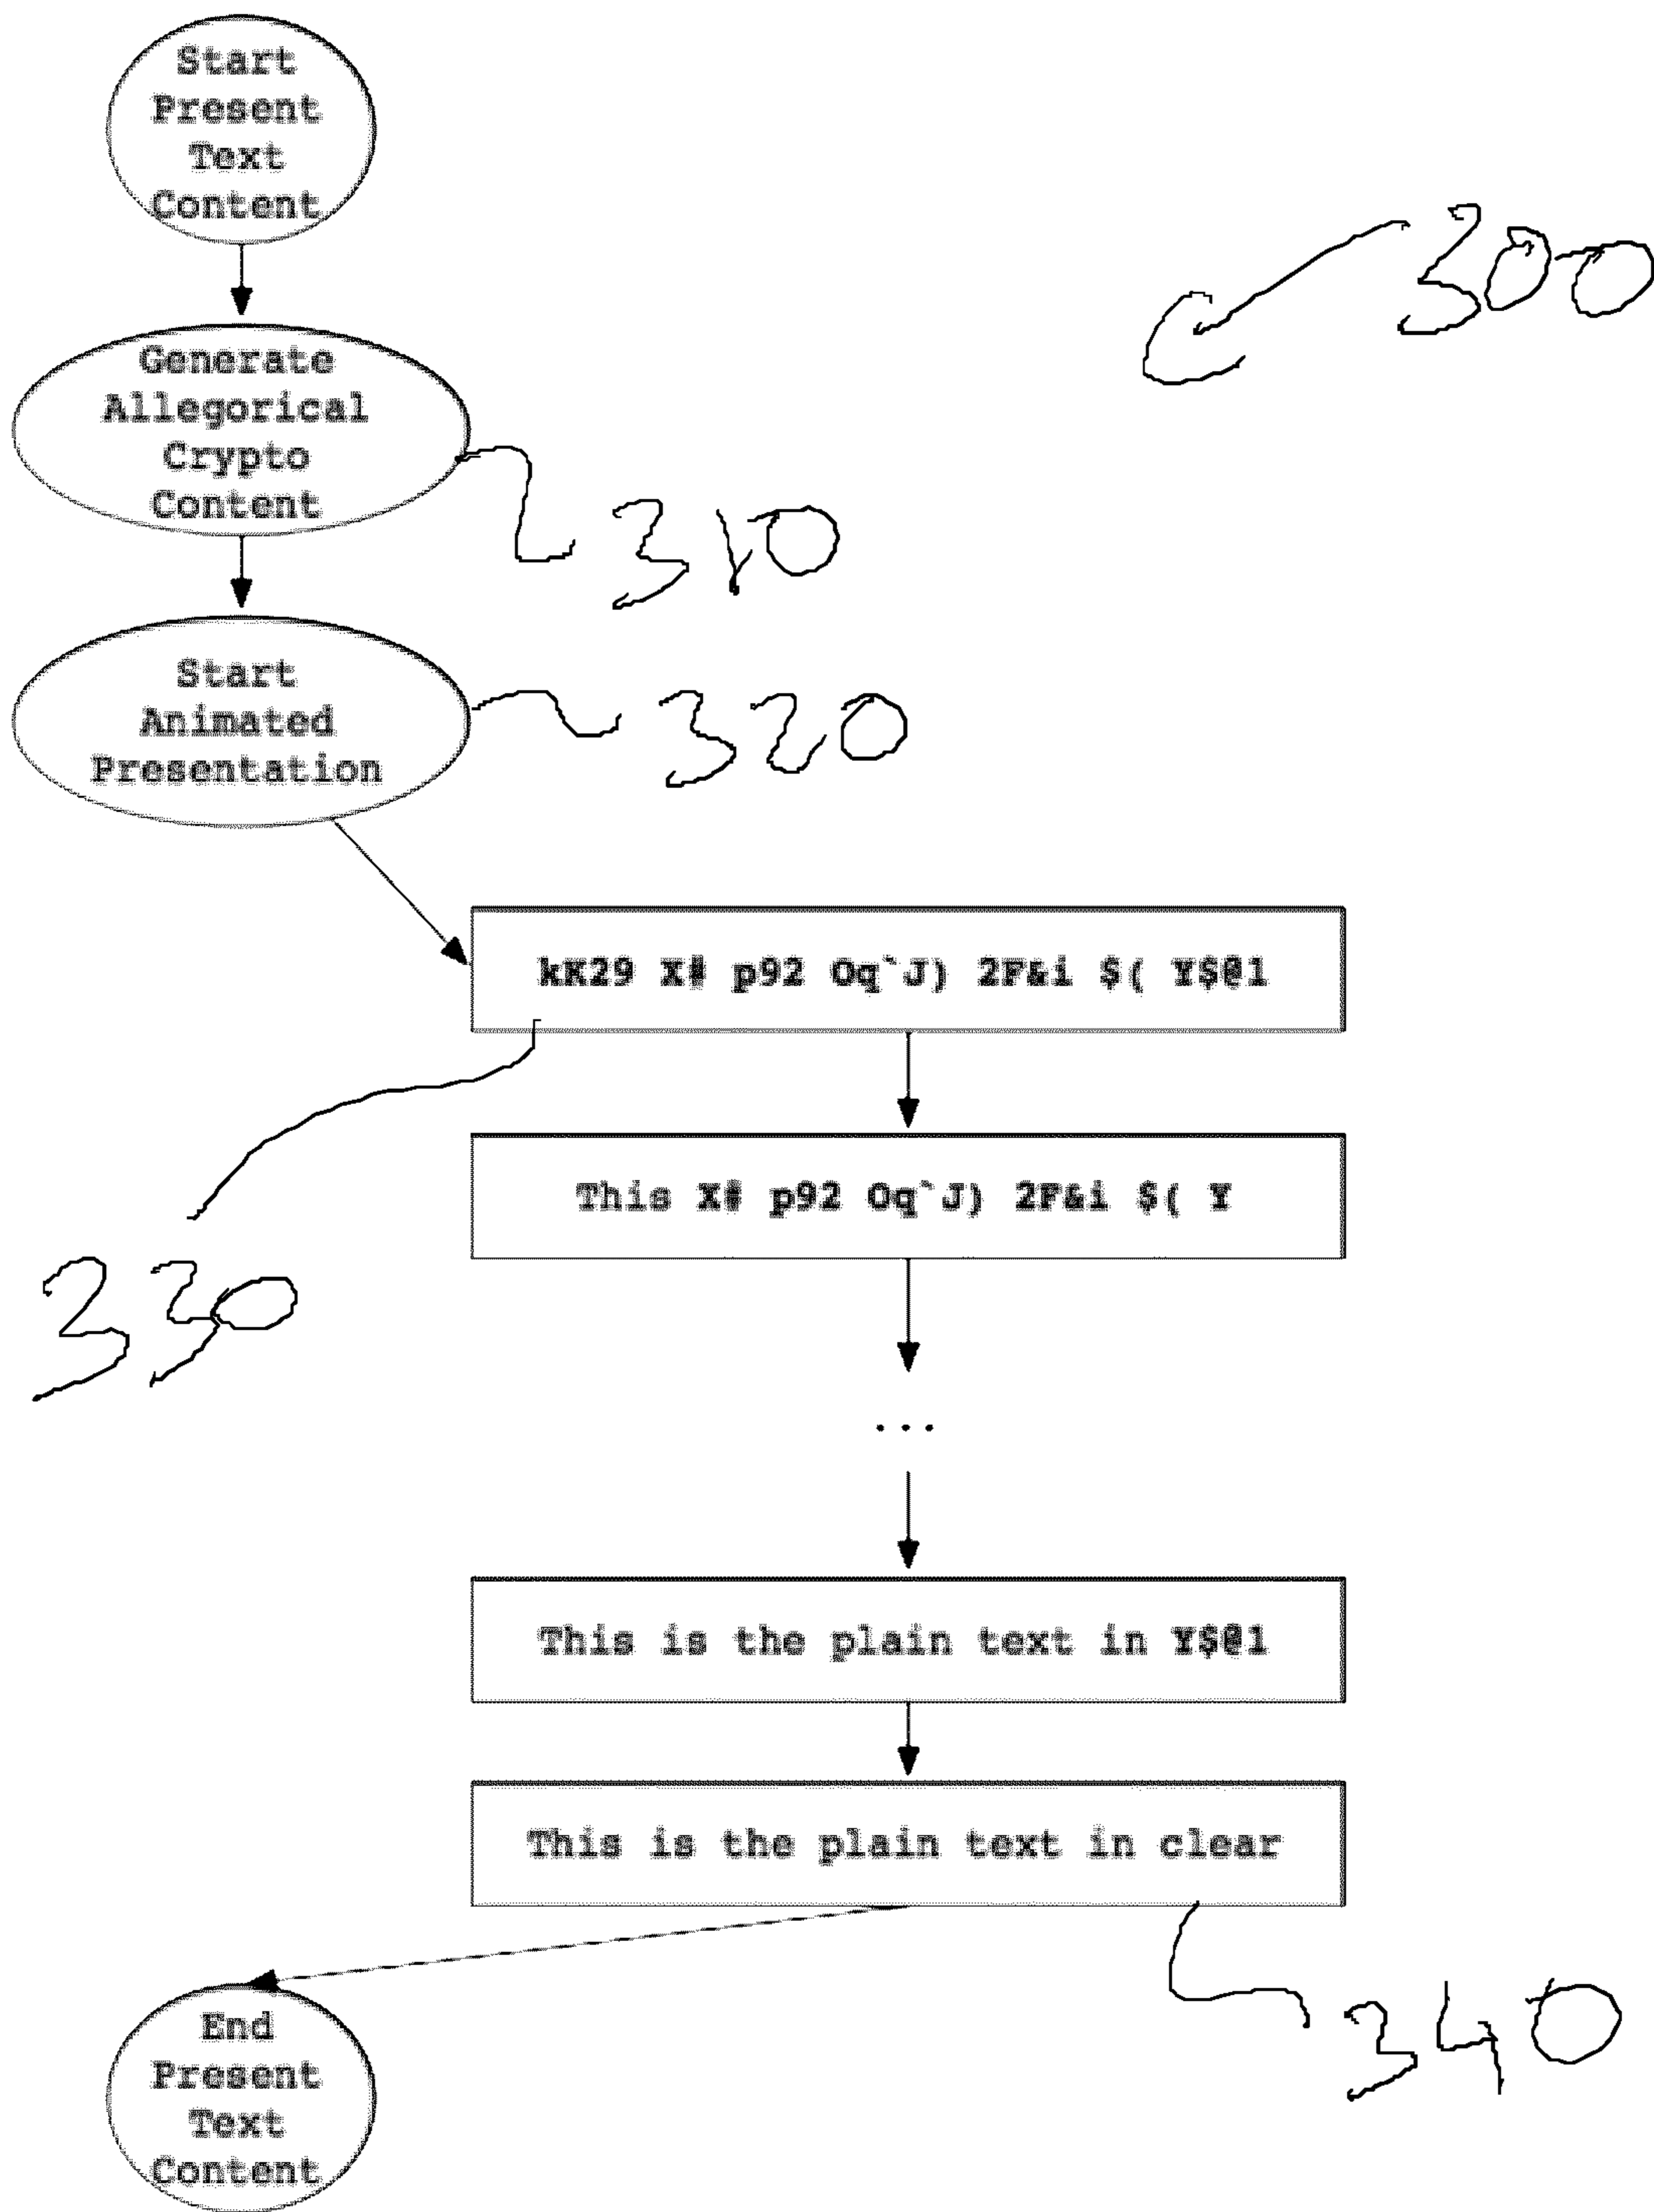 Start
Present
Text
Content
300
Generate
Allegorical
Crypto
Content
310
Start
Animated
Presentation
320
kK29 X# p92 Oq`J) 2F&i $( Y$@1
This X# p92 Oq`J) 2F&i $( Y
330
...
This is the plain text in Y$@1
This is the plain text in clear
340
End
Present
Text
Content